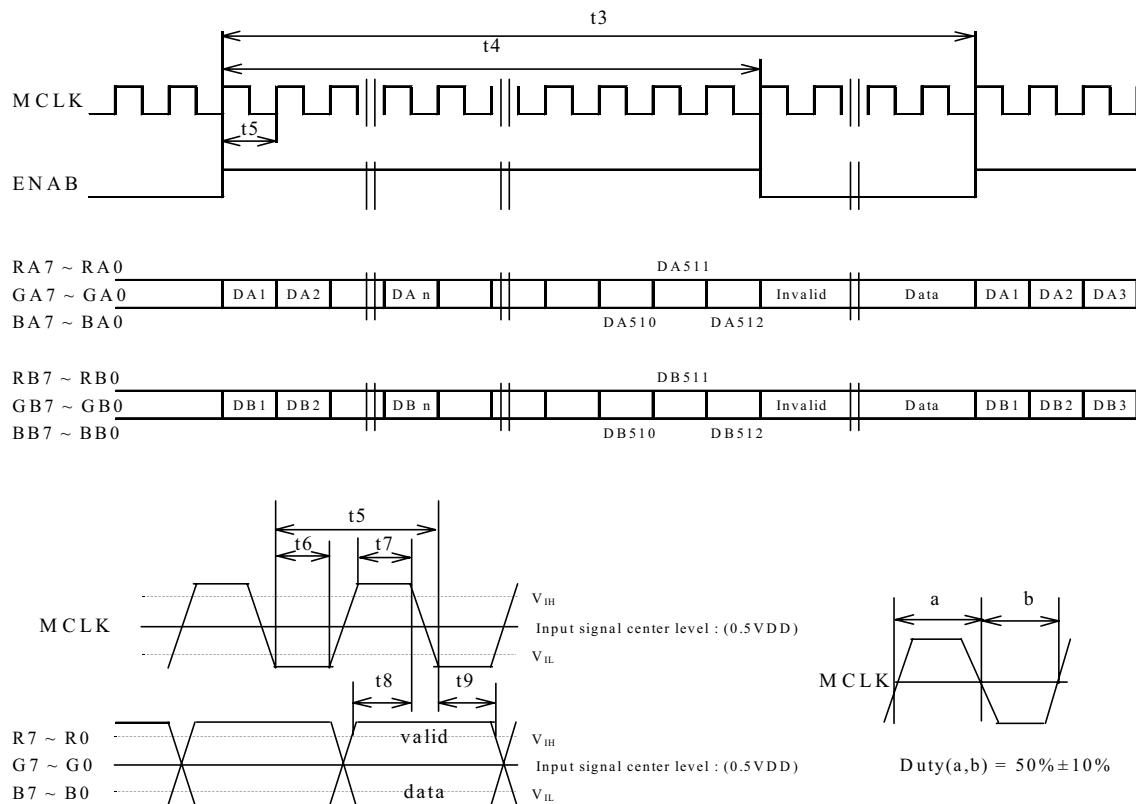 t3
t4
MCLK
t5
ENAB
RA7 ~ RA0
DA511
GA7 ~ GA0 DA1 DA2 DA n Invalid Data DA1 DA2 DA3
BA7 ~ BA0 DA510 DA512
RB7 ~ RB0
DB511
GB7 ~ GB0 DB1 DB2 DB n Invalid Data DB1 DB2 DB3
BB7 ~ BB0 DB510 DB512
t5
t6 t7
VIH
MCLK Input signal center level : (0.5VDD)
VIL
t8 t9
R7 ~ R0 valid VIH
G7 ~ G0 Input signal center level : (0.5VDD)
B7 ~ B0 data VIL
a b
MCLK
Duty(a,b) = 50%±10%